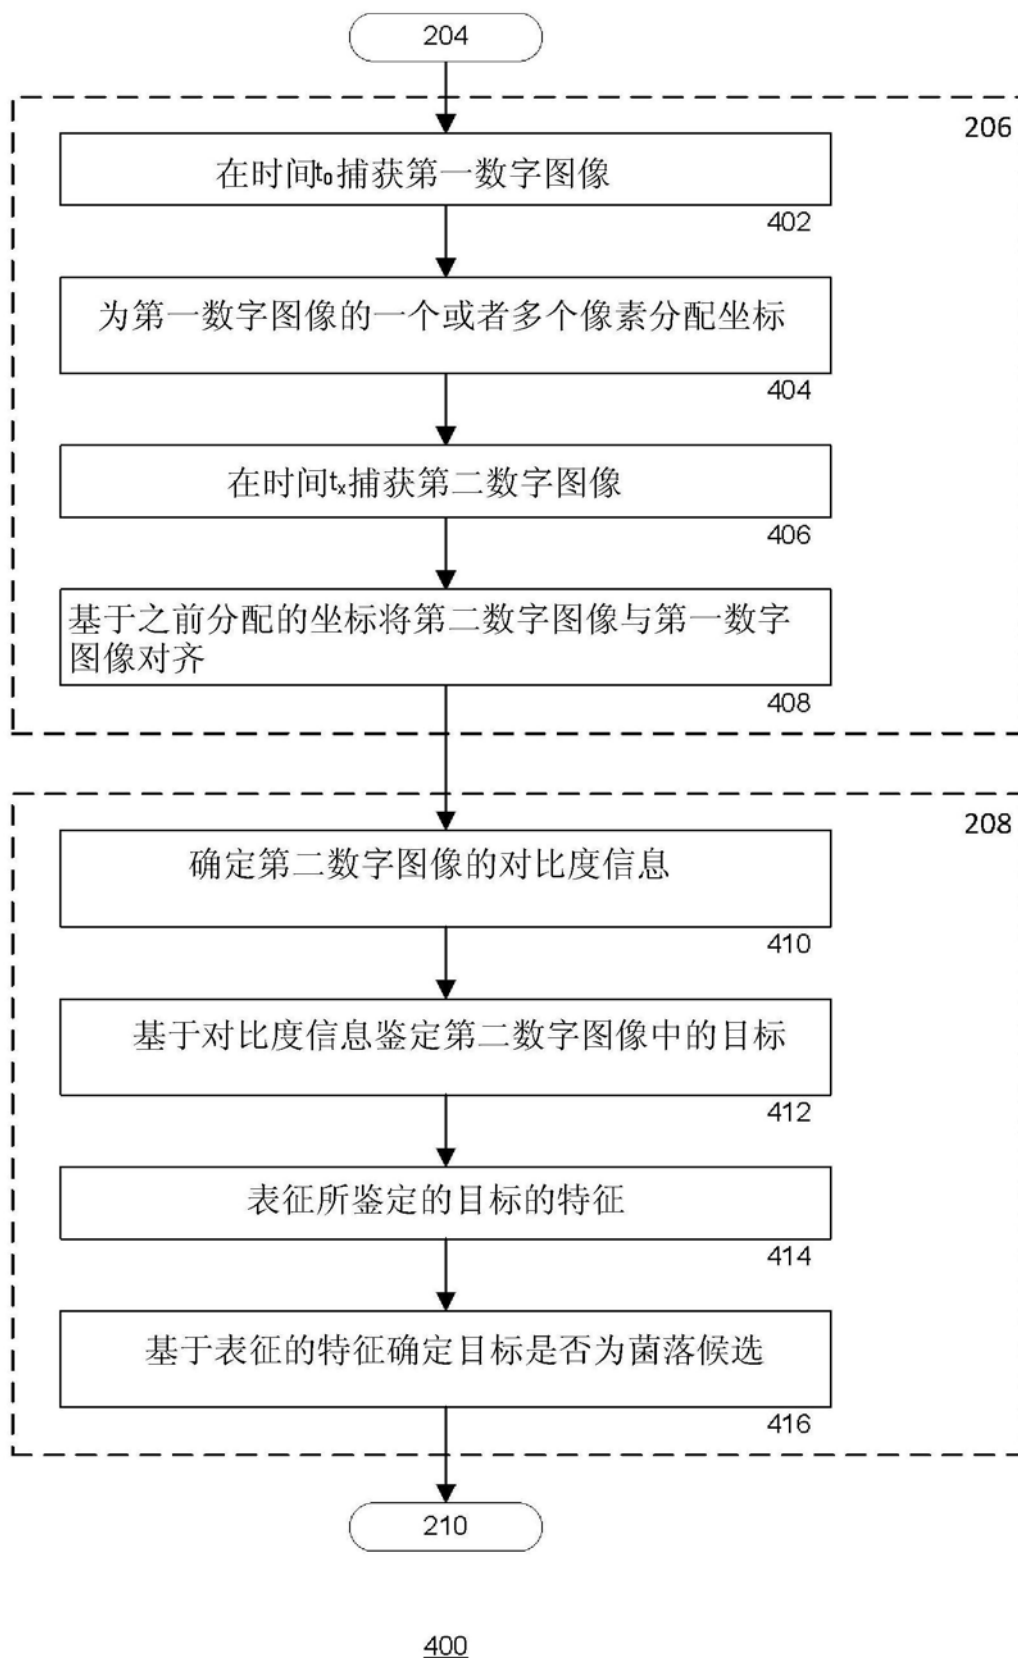 204
206
在时间t₀捕获第一数字图像
402
为第一数字图像的一个或者多个像素分配坐标
404
在时间tₓ捕获第二数字图像
406
基于之前分配的坐标将第二数字图像与第一数字
图像对齐
408
208
确定第二数字图像的对比度信息
410
基于对比度信息鉴定第二数字图像中的目标
412
表征所鉴定的目标的特征
414
基于表征的特征确定目标是否为菌落候选
416
210
400